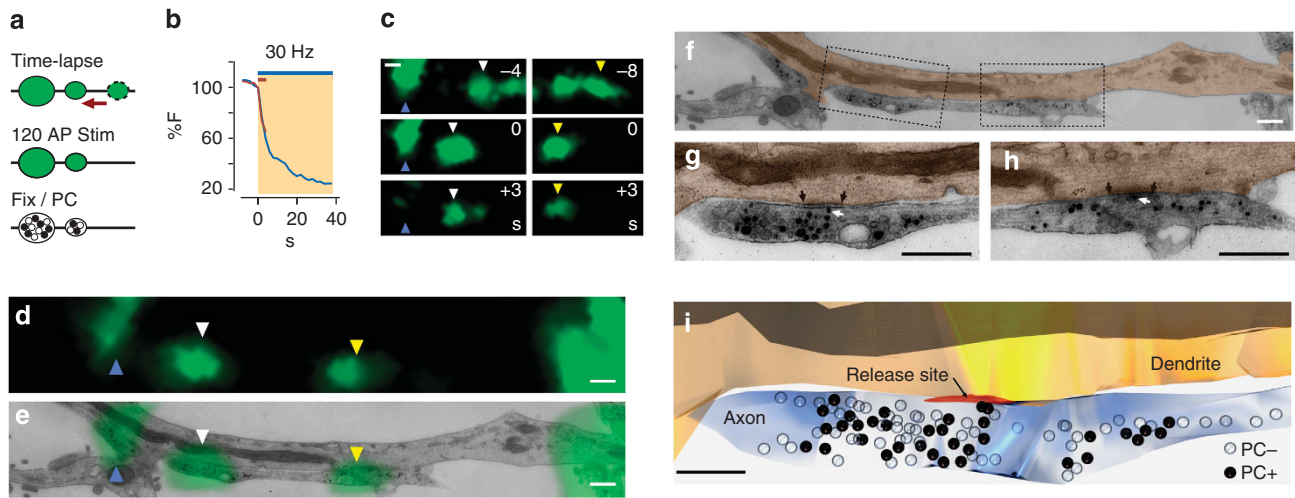 a
Time-lapse
120 AP Stim
Fix / PC
b
30 Hz
%F
100
60
20
0
20
40
s
c
–4
–8
0
0
+3
s
+3
s
d
e
f
g
h
i
Release site
Dendrite
Axon
PC–
PC+